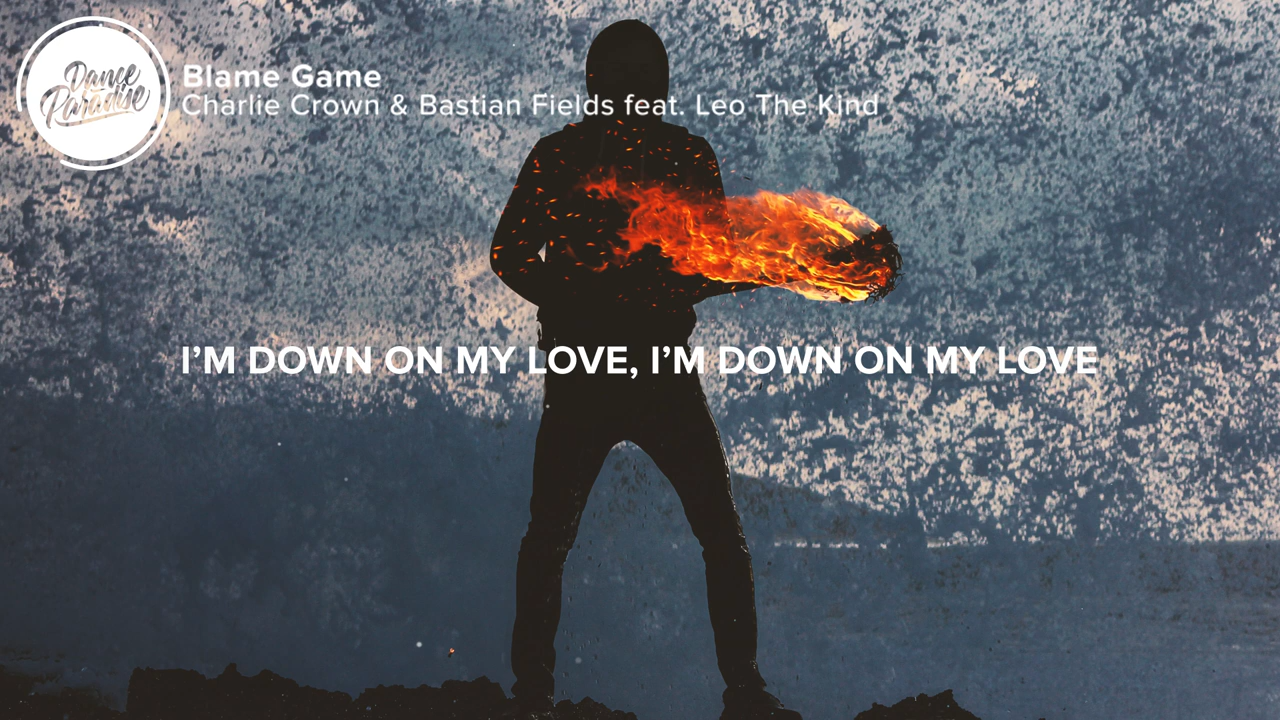 Dance
Paradise
Blame Game
Charlie Crown & Bastian Fields feat. Leo The Kind
I’M DOWN ON MY LOVE, I’M DOWN ON MY LOVE